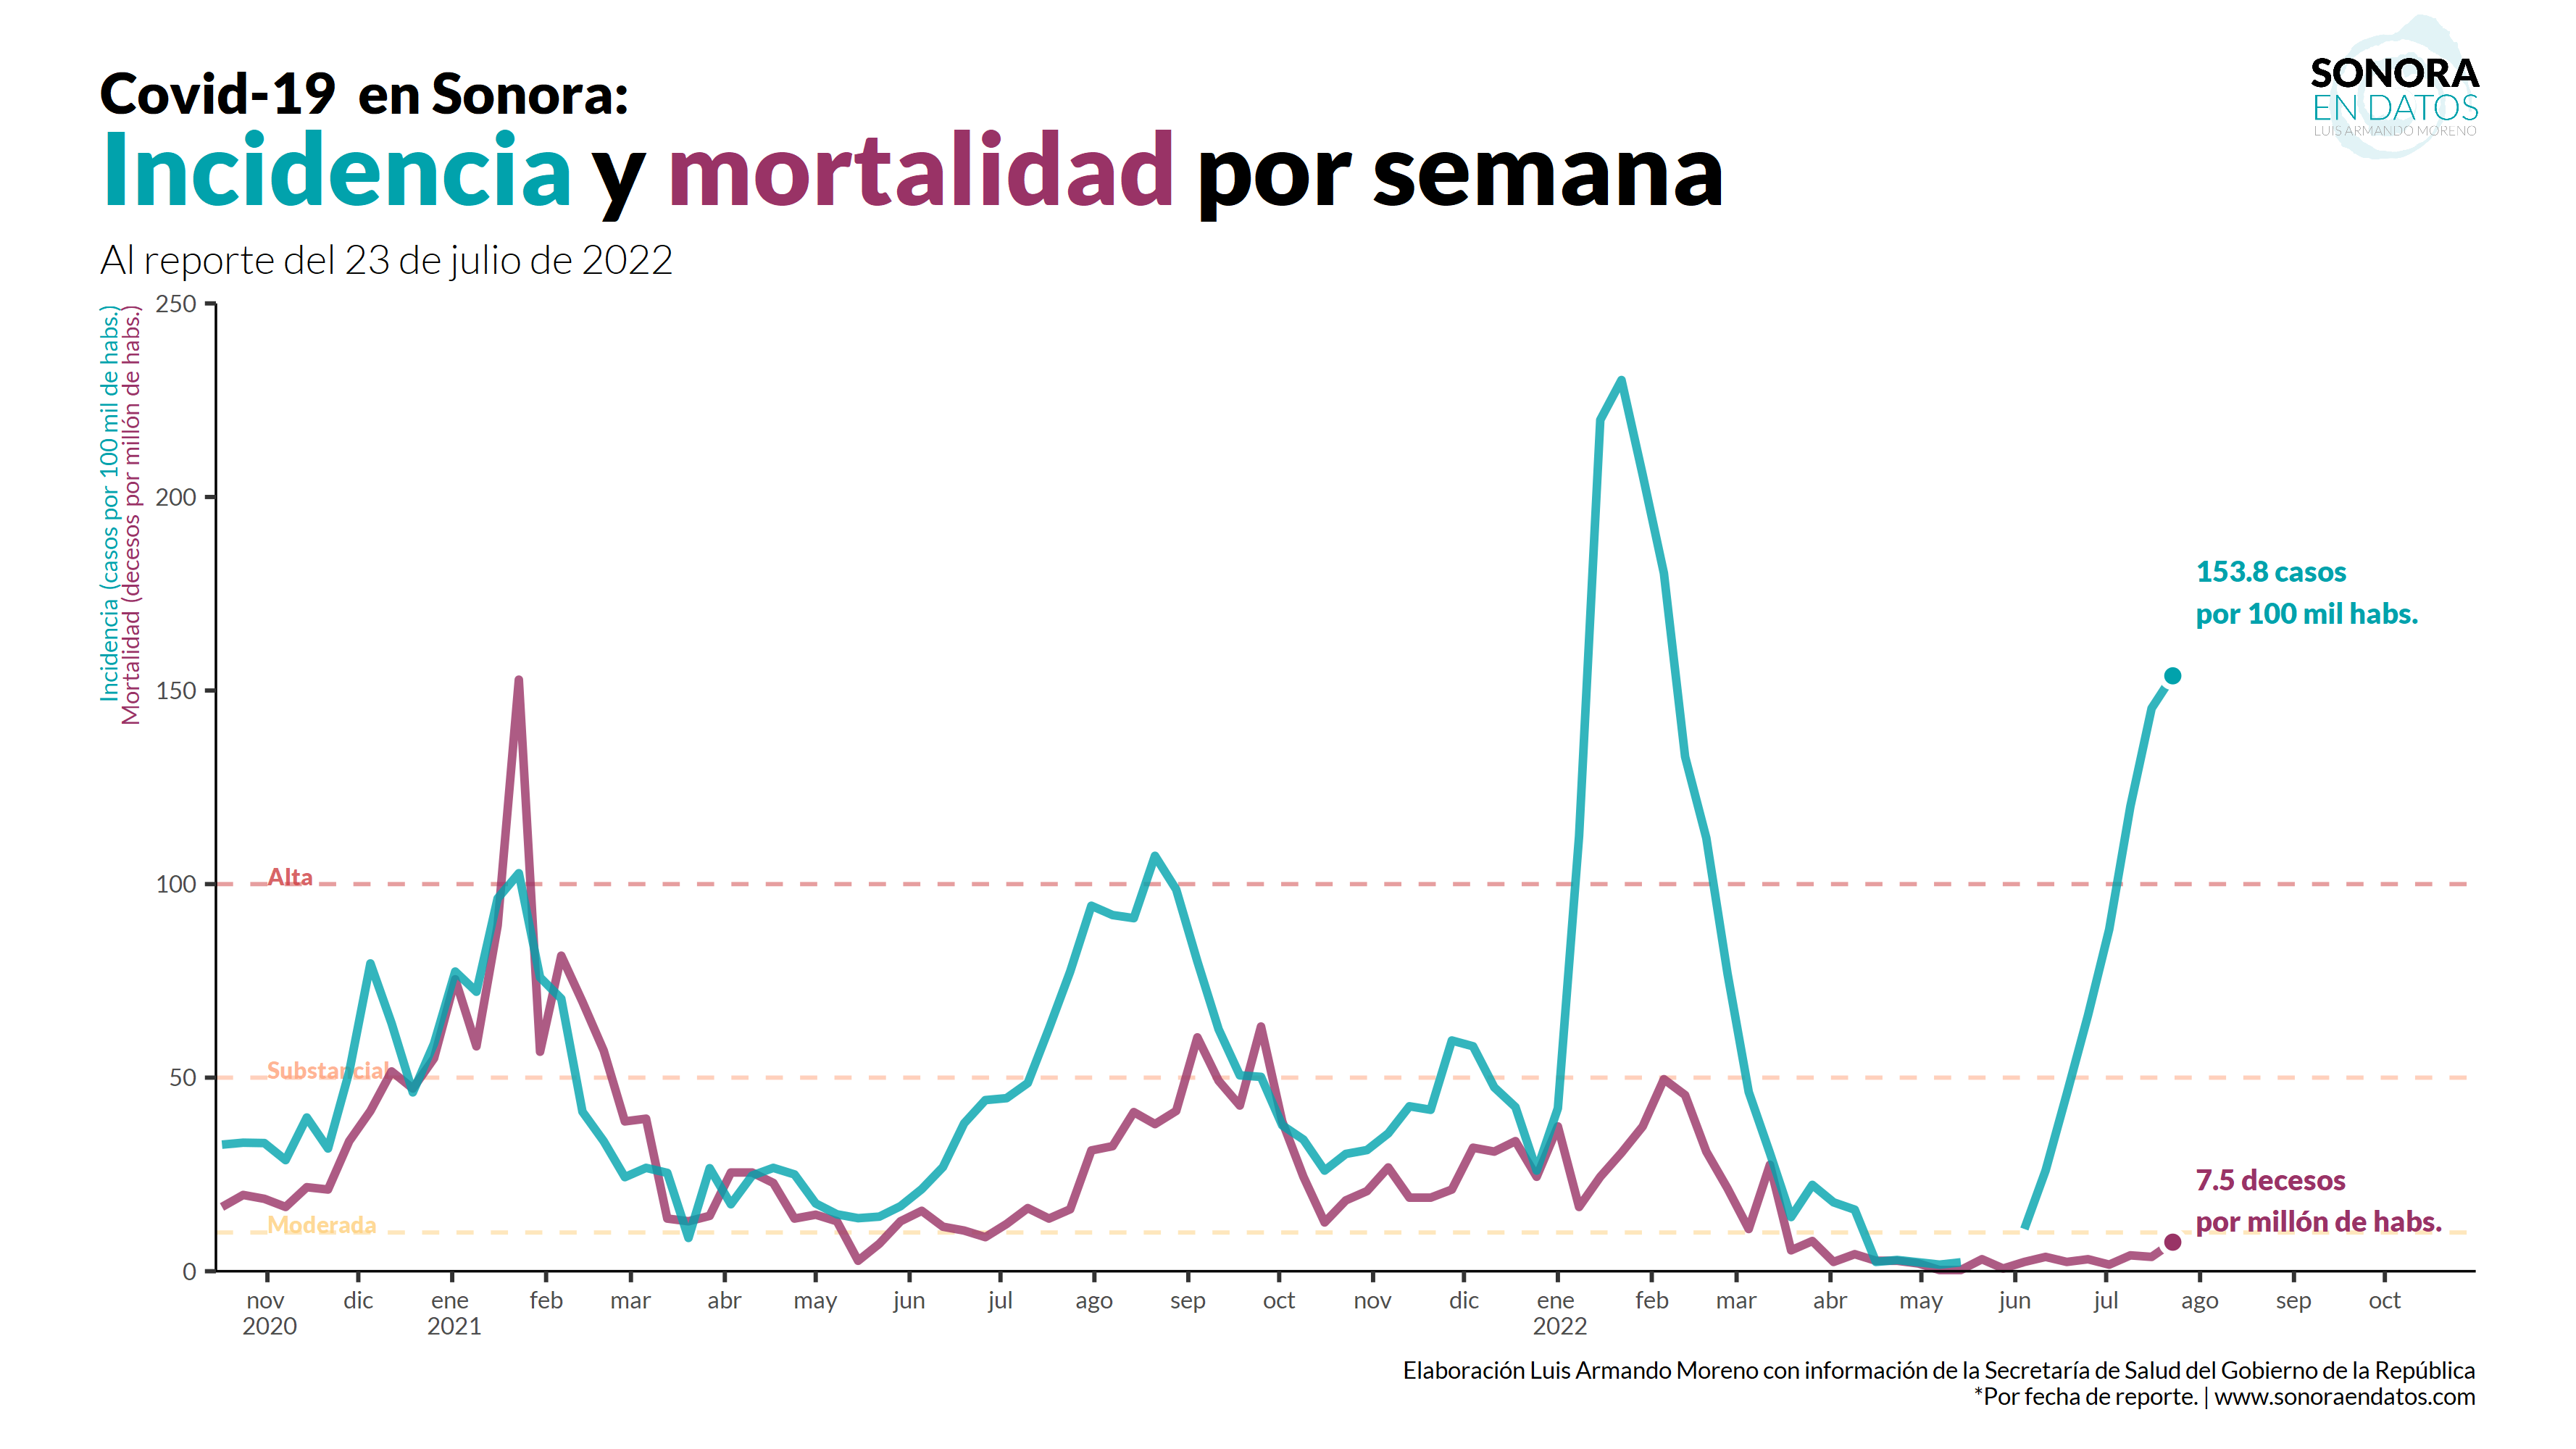 Covid-19 en Sonora:
Incidencia y mortalidad por semana
Al reporte del 23 de julio de 2022
SONORA
EN DATOS
LUIS ARMANDO MORENO
Incidencia (casos por 100 mil de habs.)
Mortalidad (decesos por millón de habs.)
250
200
150
100
50
0
Alta
Substancial
Moderada
153.8 casos
por 100 mil habs.
7.5 decesos
por millón de habs.
nov dic ene feb mar abr may jun jul ago sep oct nov dic ene feb mar abr may jun jul ago sep oct
2020 2021 2022
Elaboración Luis Armando Moreno con información de la Secretaría de Salud del Gobierno de la República
*Por fecha de reporte. | www.sonoraendatos.com